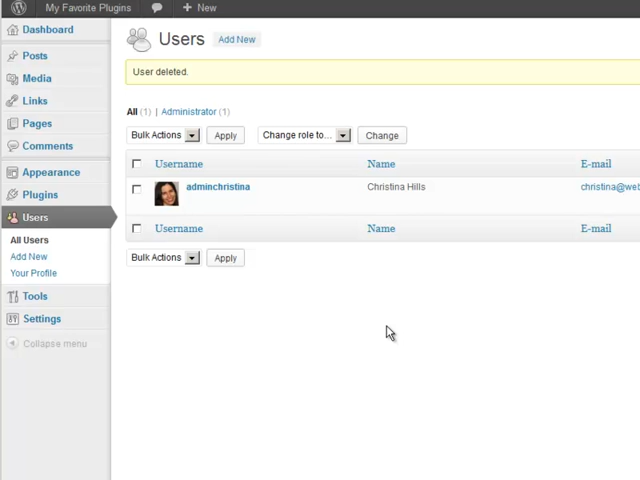 My Favorite Plugins + New
Dashboard
Posts
Media
Links
Pages
Comments
Appearance
Plugins
Users
All Users
Add New
Your Profile
Tools
Settings
Collapse menu
Users Add New
User deleted.
All (1) | Administrator (1)
Bulk Actions Apply Change role to... Change
Username Name E-mail
adminchristina Christina Hills christina@web
Username Name E-mail
Bulk Actions Apply